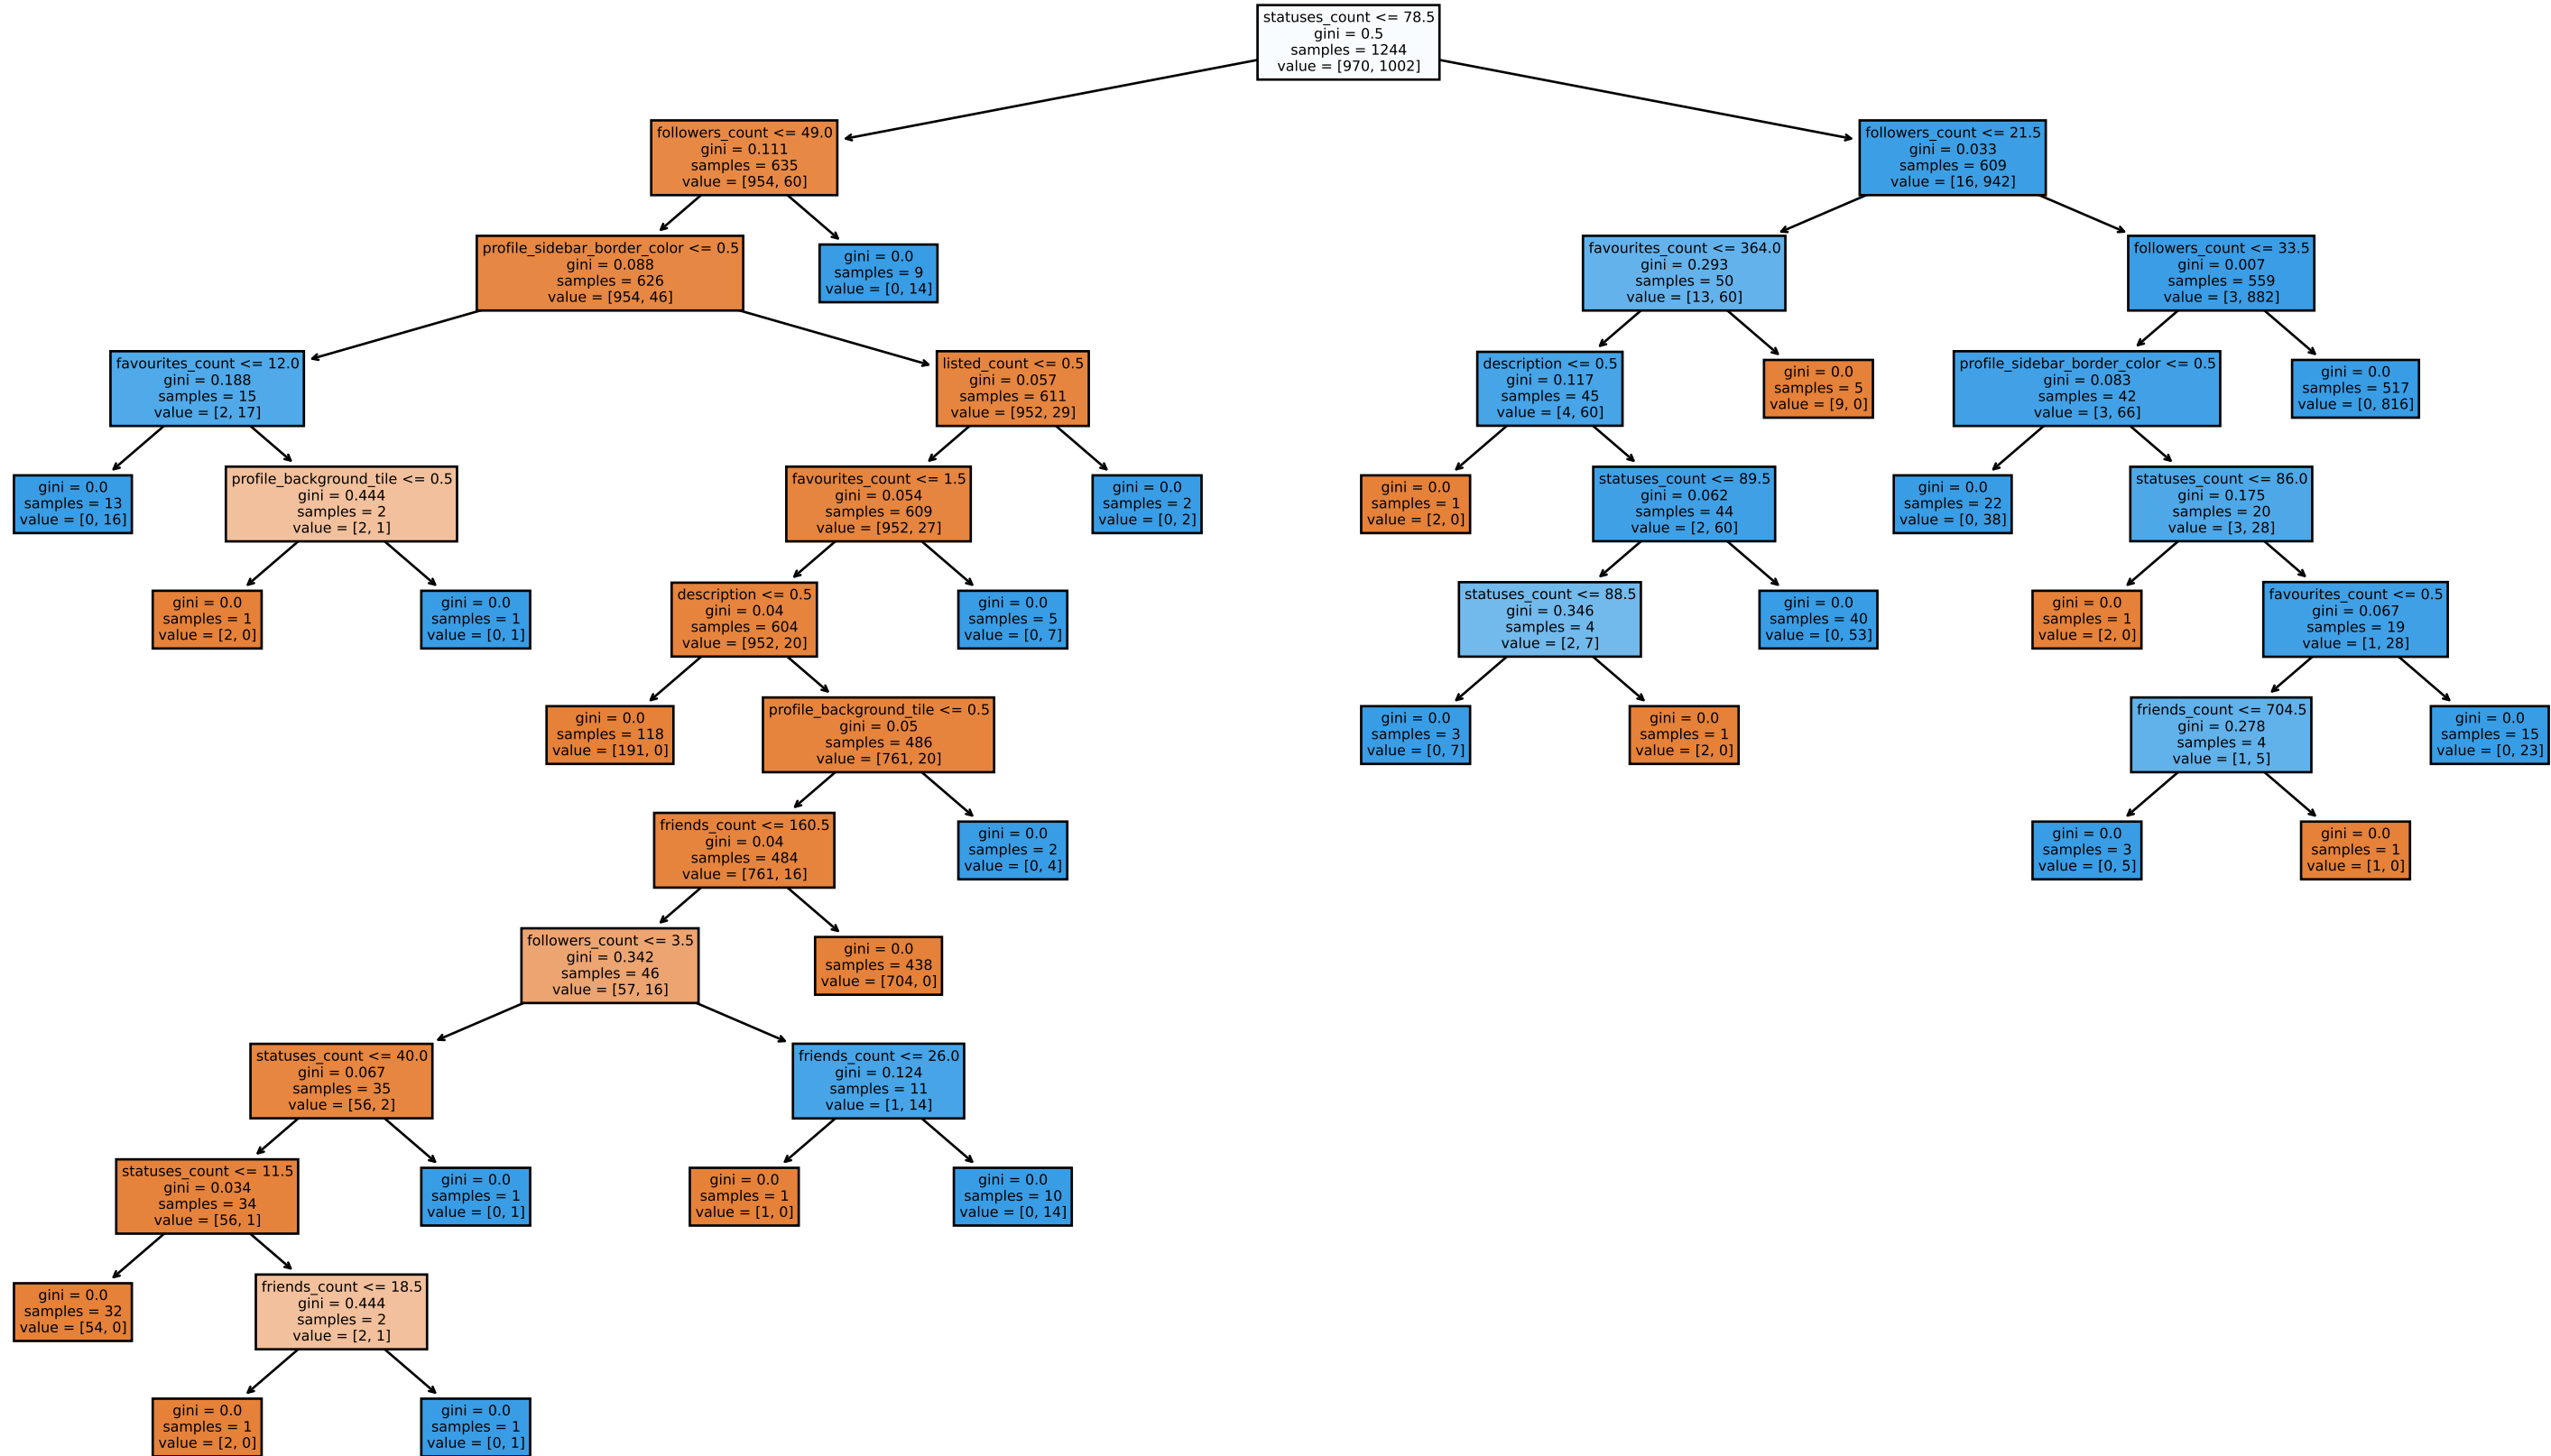 statuses_count <= 78.5
gini = 0.5
samples = 1244
value = [970, 1002]
followers_count <= 49.0
gini = 0.111
samples = 635
value = [954, 60]
followers_count <= 21.5
gini = 0.033
samples = 609
value = [16, 942]
profile_sidebar_border_color <= 0.5
gini = 0.088
samples = 626
value = [954, 46]
gini = 0.0
samples = 9
value = [0, 14]
favourites_count <= 364.0
gini = 0.293
samples = 50
value = [13, 60]
followers_count <= 33.5
gini = 0.007
samples = 559
value = [3, 882]
favourites_count <= 12.0
gini = 0.188
samples = 15
value = [2, 17]
listed_count <= 0.5
gini = 0.057
samples = 611
value = [952, 29]
description <= 0.5
gini = 0.117
samples = 45
value = [4, 60]
gini = 0.0
samples = 5
value = [9, 0]
profile_sidebar_border_color <= 0.5
gini = 0.083
samples = 42
value = [3, 66]
gini = 0.0
samples = 517
value = [0, 816]
gini = 0.0
samples = 13
value = [0, 16]
profile_background_tile <= 0.5
gini = 0.444
samples = 2
value = [2, 1]
favourites_count <= 1.5
gini = 0.054
samples = 609
value = [952, 27]
gini = 0.0
samples = 2
value = [0, 2]
gini = 0.0
samples = 1
value = [2, 0]
statuses_count <= 89.5
gini = 0.062
samples = 44
value = [2, 60]
gini = 0.0
samples = 22
value = [0, 38]
statuses_count <= 86.0
gini = 0.175
samples = 20
value = [3, 28]
gini = 0.0
samples = 1
value = [2, 0]
gini = 0.0
samples = 1
value = [0, 1]
description <= 0.5
gini = 0.04
samples = 604
value = [952, 20]
gini = 0.0
samples = 5
value = [0, 7]
statuses_count <= 88.5
gini = 0.346
samples = 4
value = [2, 7]
gini = 0.0
samples = 40
value = [0, 53]
gini = 0.0
samples = 1
value = [2, 0]
favourites_count <= 0.5
gini = 0.067
samples = 19
value = [1, 28]
gini = 0.0
samples = 118
value = [191, 0]
profile_background_tile <= 0.5
gini = 0.05
samples = 486
value = [761, 20]
gini = 0.0
samples = 3
value = [0, 7]
gini = 0.0
samples = 1
value = [2, 0]
friends_count <= 704.5
gini = 0.278
samples = 4
value = [1, 5]
gini = 0.0
samples = 15
value = [0, 23]
friends_count <= 160.5
gini = 0.04
samples = 484
value = [761, 16]
gini = 0.0
samples = 2
value = [0, 4]
gini = 0.0
samples = 3
value = [0, 5]
gini = 0.0
samples = 1
value = [1, 0]
followers_count <= 3.5
gini = 0.342
samples = 46
value = [57, 16]
gini = 0.0
samples = 438
value = [704, 0]
statuses_count <= 40.0
gini = 0.067
samples = 35
value = [56, 2]
friends_count <= 26.0
gini = 0.124
samples = 11
value = [1, 14]
statuses_count <= 11.5
gini = 0.034
samples = 34
value = [56, 1]
gini = 0.0
samples = 1
value = [0, 1]
gini = 0.0
samples = 1
value = [1, 0]
gini = 0.0
samples = 10
value = [0, 14]
gini = 0.0
samples = 32
value = [54, 0]
friends_count <= 18.5
gini = 0.444
samples = 2
value = [2, 1]
gini = 0.0
samples = 1
value = [2, 0]
gini = 0.0
samples = 1
value = [0, 1]